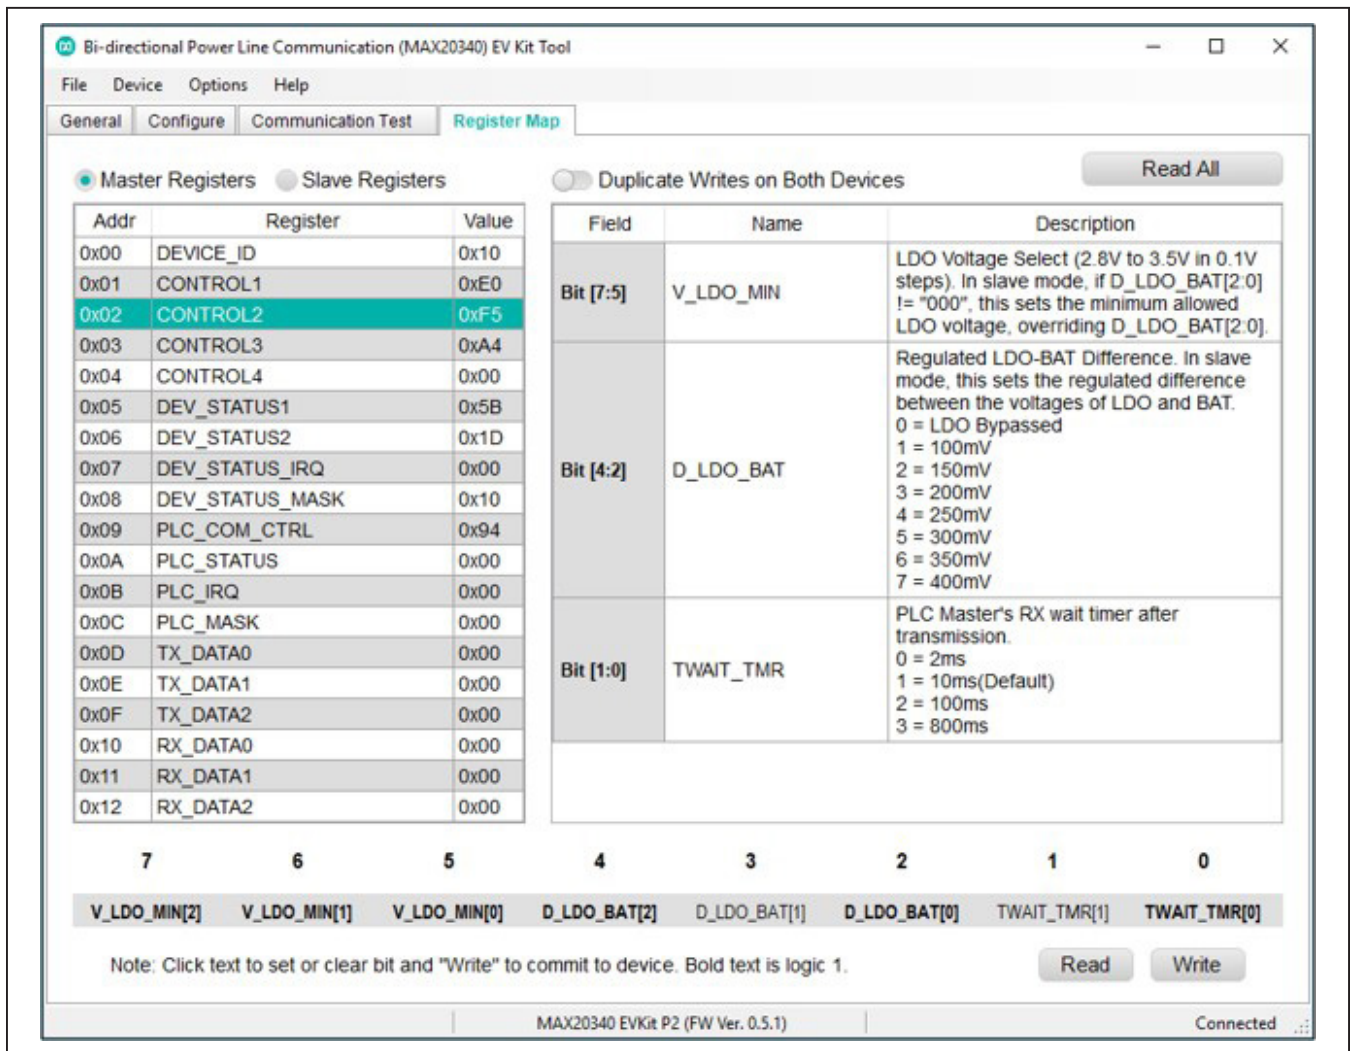 Bi-directional Power Line Communication (MAX20340) EV Kit Tool
File Device Options Help
General Configure Communication Test Register Map
Master Registers Slave Registers Duplicate Writes on Both Devices Read All
Addr Register Value
0x00 DEVICE_ID 0x10
0x01 CONTROL1 0xE0
0x02 CONTROL2 0xF5
0x03 CONTROL3 0xA4
0x04 CONTROL4 0x00
0x05 DEV_STATUS1 0x5B
0x06 DEV_STATUS2 0x1D
0x07 DEV_STATUS_IRQ 0x00
0x08 DEV_STATUS_MASK 0x10
0x09 PLC_COM_CTRL 0x94
0x0A PLC_STATUS 0x00
0x0B PLC_IRQ 0x00
0x0C PLC_MASK 0x00
0x0D TX_DATA0 0x00
0x0E TX_DATA1 0x00
0x0F TX_DATA2 0x00
0x10 RX_DATA0 0x00
0x11 RX_DATA1 0x00
0x12 RX_DATA2 0x00
Field Name Description
Bit [7:5] V_LDO_MIN
LDO Voltage Select (2.8V to 3.5V in 0.1V
steps). In slave mode, if D_LDO_BAT[2:0]
!= "000", this sets the minimum allowed
LDO voltage, overriding D_LDO_BAT[2:0].
Bit [4:2] D_LDO_BAT
Regulated LDO-BAT Difference. In slave
mode, this sets the regulated difference
between the voltages of LDO and BAT.
0 = LDO Bypassed
1 = 100mV
2 = 150mV
3 = 200mV
4 = 250mV
5 = 300mV
6 = 350mV
7 = 400mV
Bit [1:0] TWAIT_TMR
PLC Master's RX wait timer after
transmission.
0 = 2ms
1 = 10ms(Default)
2 = 100ms
3 = 800ms
7 6 5 4 3 2 1 0
V_LDO_MIN[2] V_LDO_MIN[1] V_LDO_MIN[0] D_LDO_BAT[2] D_LDO_BAT[1] D_LDO_BAT[0] TWAIT_TMR[1] TWAIT_TMR[0]
Note: Click text to set or clear bit and "Write" to commit to device. Bold text is logic 1. Read Write
MAX20340 EVKit P2 (FW Ver. 0.5.1) Connected